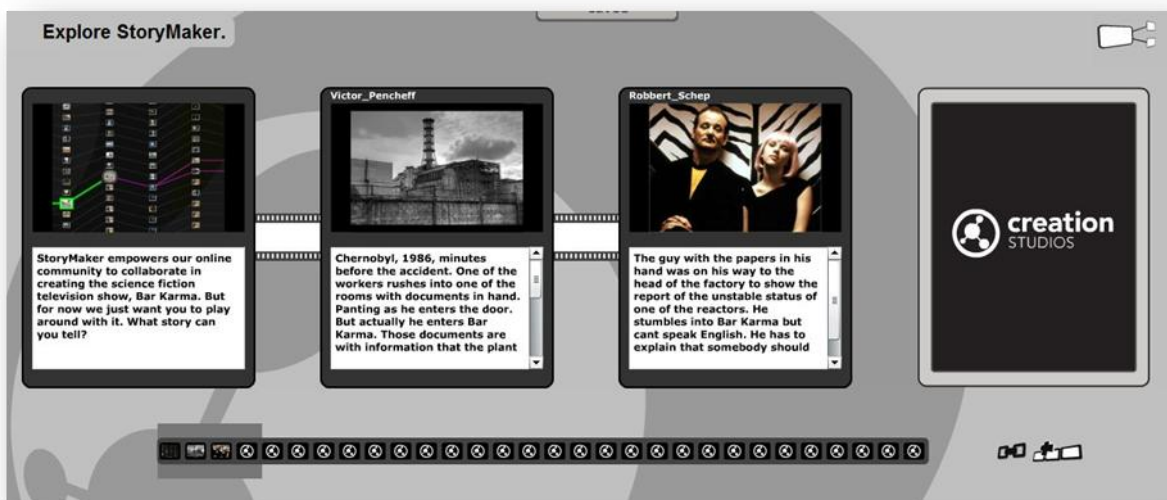 Explore StoryMaker.
StoryMaker empowers our online
community to collaborate in
creating the science fiction
television show, Bar Karma. But
for now we just want you to play
around with it. What story can
you tell?
Victor_Pencheff
Chernobyl, 1986, minutes
before the accident. One of the
workers rushes into one of the
rooms with documents in hand.
Panting as he enters the door.
But actually he enters Bar
Karma. Those documents are
with information that the plant
Robbert_Schep
The guy with the papers in his
hand was on his way to the
head of the factory to show the
report of the unstable status of
one of the reactors. He
stumbles into Bar Karma but
cant speak English. He has to
explain that somebody should
creation
STUDIOS